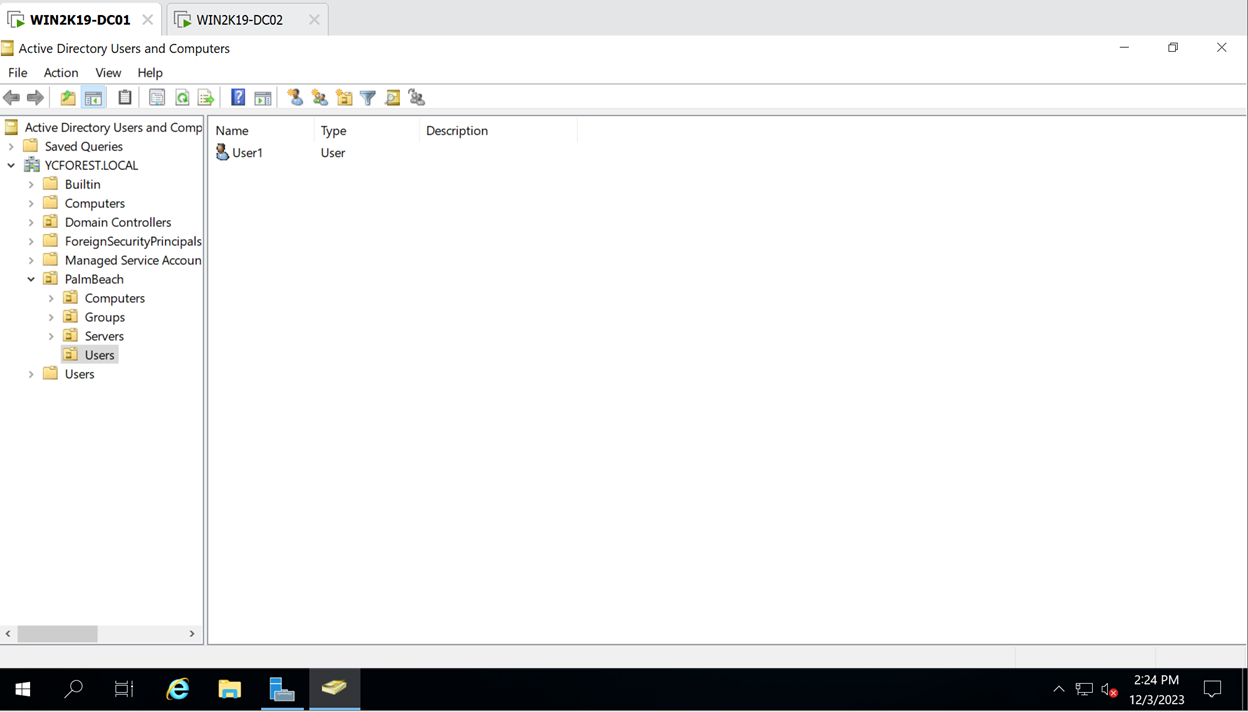 WIN2K19-DC01 WIN2K19-DC02
Active Directory Users and Computers
File Action View Help
Active Directory Users and Comp
Saved Queries
YCFOREST.LOCAL
Builtin
Computers
Domain Controllers
ForeignSecurityPrincipals
Managed Service Accoun
PalmBeach
Computers
Groups
Servers
Users
Users
Name Type Description
User1 User
2:24 PM
12/3/2023